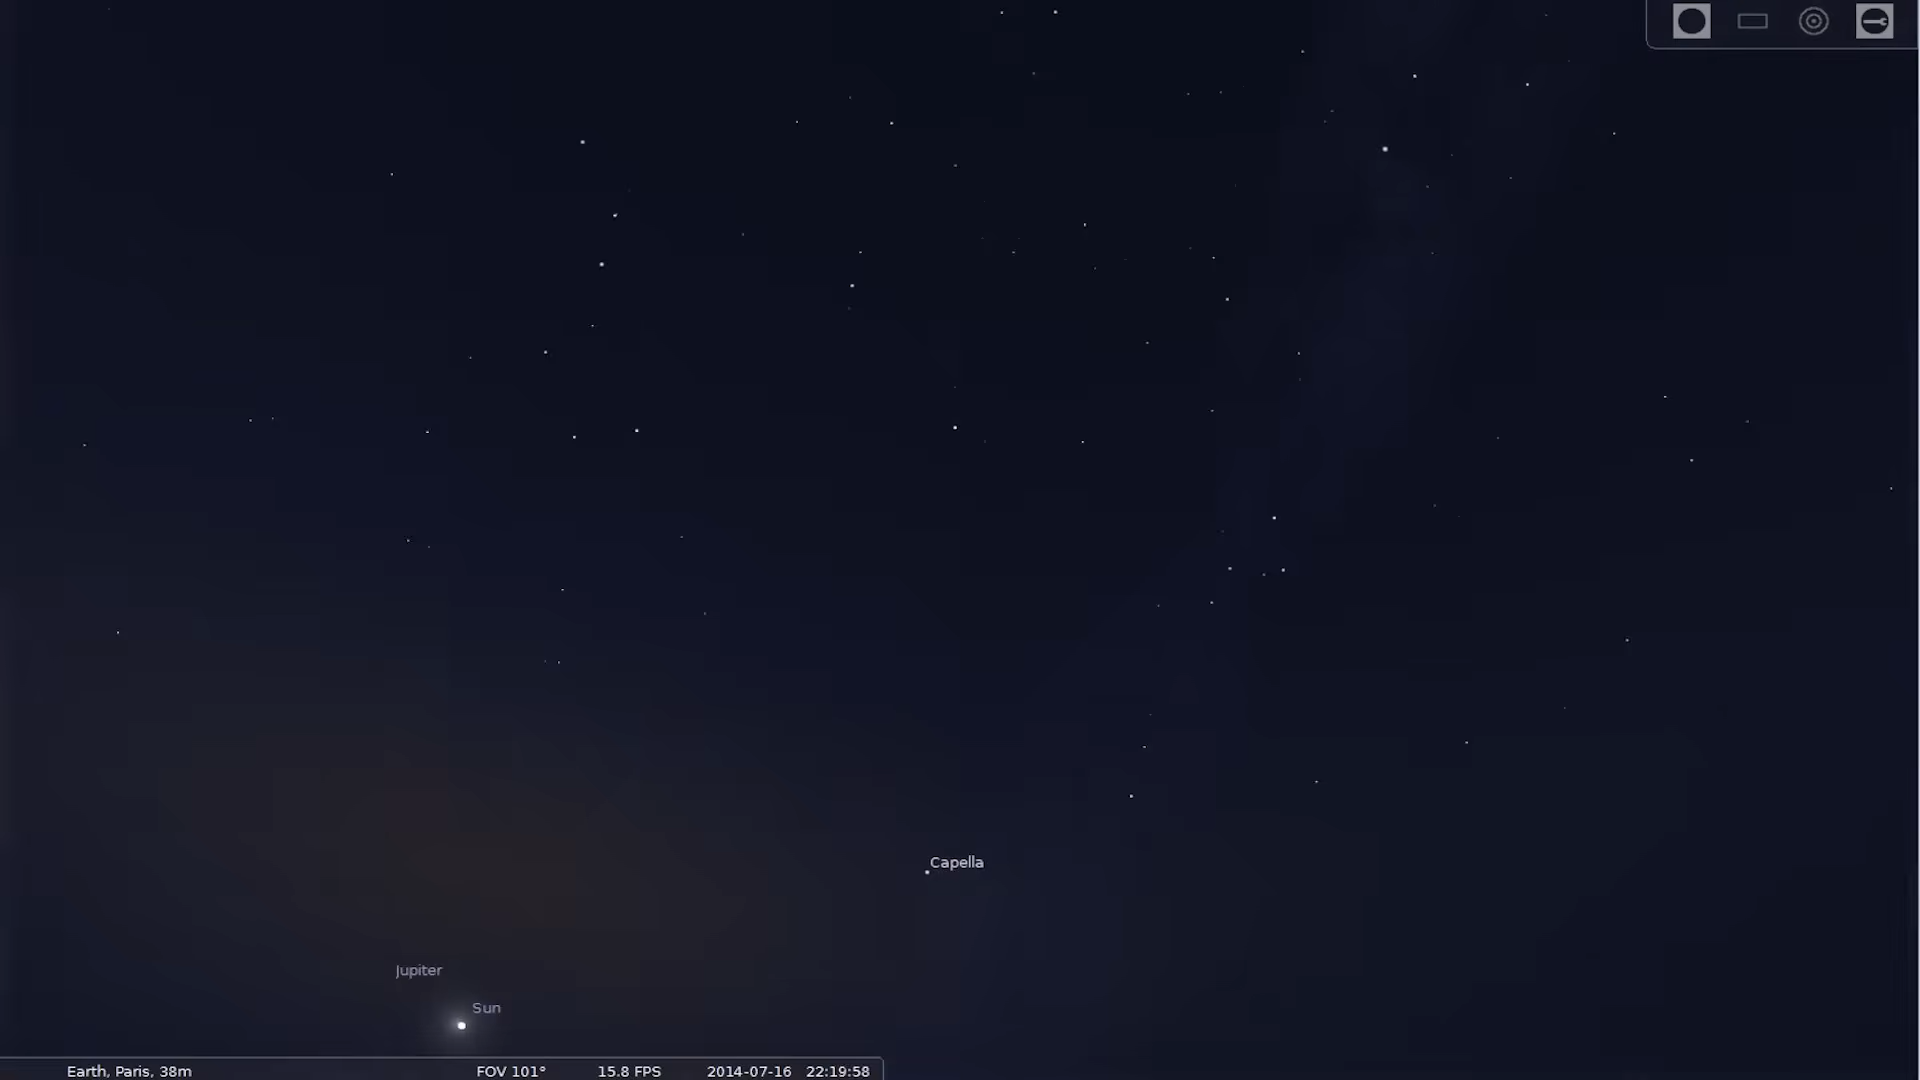 Capella
Jupiter
Sun
Earth, Paris, 38m FOV 101° 15.8 FPS 2014-07-16 22:19:58